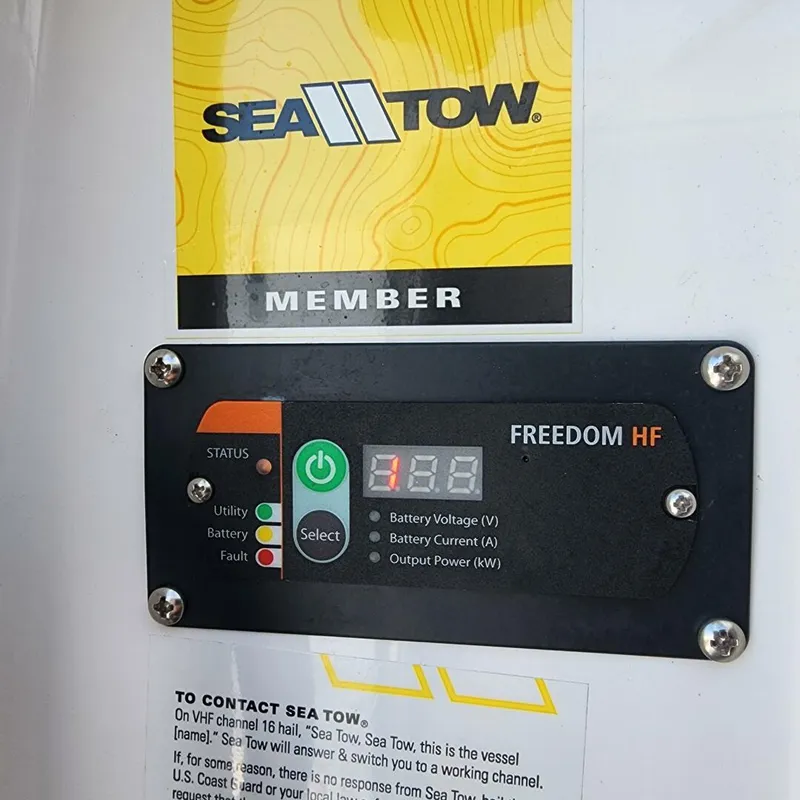 SEA TOW®
MEMBER
FREEDOM HF
STATUS
1
Utility
Battery
Fault
Select
Battery Voltage (V)
Battery Current (A)
Output Power (kW)
TO CONTACT SEA TOW®
On VHF channel 16 hail, “Sea Tow, Sea Tow, this is the vessel
[name].” Sea Tow will answer & switch you to a working channel.
If, for some reason, there is no response from Sea Tow, hail
U.S. Coast Guard or your local
request